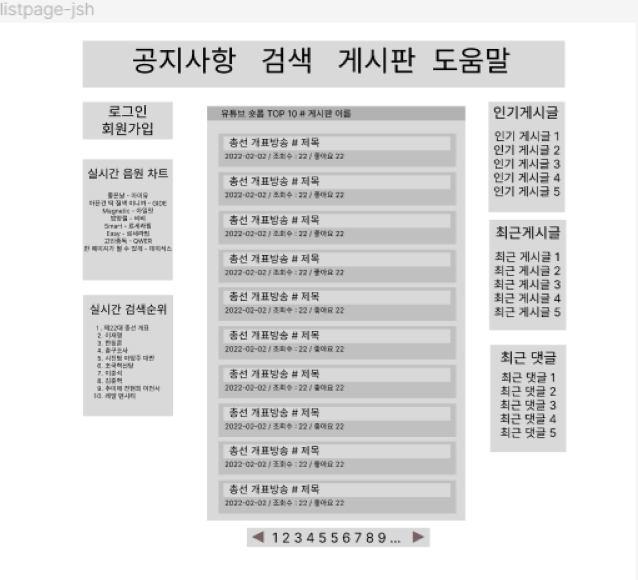 listpage-jsh
공지사항 검색 게시판 도움말
로그인
회원가입
실시간 음원 차트
좋은날 - 아이유
Magnetic - 아일릿
밤양갱 - 비비
Smart - 르세라핌
Easy - 르세라핌
고민중독 - QWER
한 페이지가 될 수 있게 - 데이식스
실시간 검색순위
1. 제22대 총선 개표
2. 이재명
3. 한동훈
4. 출구조사
5.
6. 조국혁신당
7. 이준석
8. 김준혁
9.
10.
유튜브 숏폼 TOP 10 # 게시판 이름
총선 개표방송 # 제목
2022-02-02 / 조회수 : 22 / 좋아요 22
총선 개표방송 # 제목
2022-02-02 / 조회수 : 22 / 좋아요 22
총선 개표방송 # 제목
2022-02-02 / 조회수 : 22 / 좋아요 22
총선 개표방송 # 제목
2022-02-02 / 조회수 : 22 / 좋아요 22
총선 개표방송 # 제목
2022-02-02 / 조회수 : 22 / 좋아요 22
총선 개표방송 # 제목
2022-02-02 / 조회수 : 22 / 좋아요 22
총선 개표방송 # 제목
2022-02-02 / 조회수 : 22 / 좋아요 22
총선 개표방송 # 제목
2022-02-02 / 조회수 : 22 / 좋아요 22
총선 개표방송 # 제목
2022-02-02 / 조회수 : 22 / 좋아요 22
총선 개표방송 # 제목
2022-02-02 / 조회수 : 22 / 좋아요 22
◀ 1 2 3 4 5 5 6 7 8 9 ... ▶
인기게시글
인기 게시글 1
인기 게시글 2
인기 게시글 3
인기 게시글 4
인기 게시글 5
최근게시글
최근 게시글 1
최근 게시글 2
최근 게시글 3
최근 게시글 4
최근 게시글 5
최근 댓글
최근 댓글 1
최근 댓글 2
최근 댓글 3
최근 댓글 4
최근 댓글 5